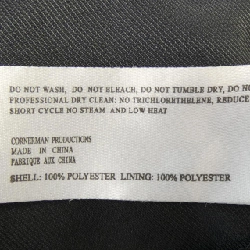 DO NOT WASH, DO NOT BLEACH, DO NOT TUMBLE DRY, DO NO
PROFESSIONAL DRY CLEAN: NO TRICHLORETHYLENE, REDUCE
SHORT CYCLE NO STEAM AND LOW HEAT
CORNERMAN PRODUCTIONS
MADE IN CHINA
FABRIQUE AUX CHINA
SHELL: 100% POLYESTER LINING: 100% POLYESTER